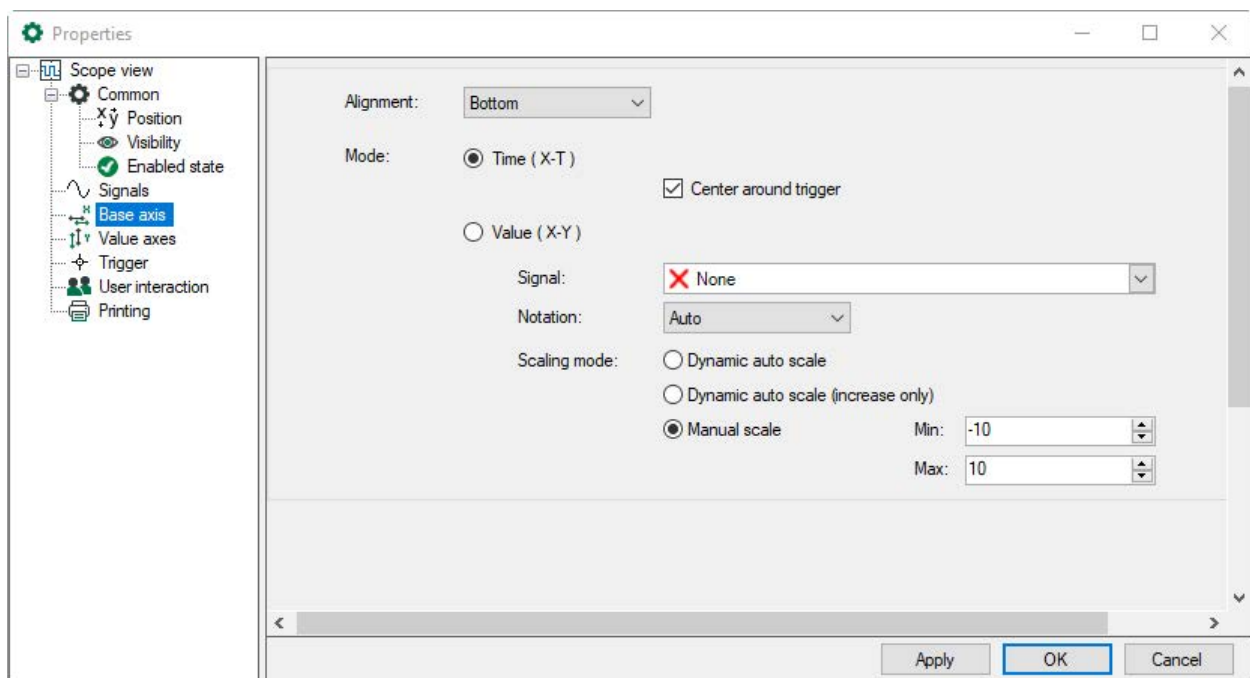 Properties
Scope view
Common
Position
Visibility
Enabled state
Signals
Base axis
Value axes
Trigger
User interaction
Printing
Alignment: Bottom
Mode: Time ( X-T )
Center around trigger
Value ( X-Y )
Signal: None
Notation: Auto
Scaling mode: Dynamic auto scale
Dynamic auto scale (increase only)
Manual scale Min: -10
Max: 10
Apply OK Cancel